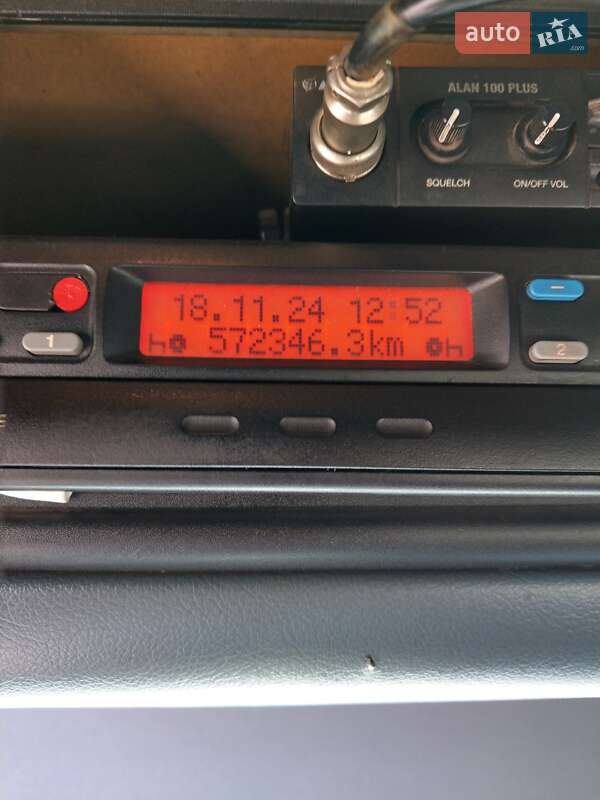 auto RIA .com
ALAN 100 PLUS
SQUELCH
ON/OFF VOL
18.11.24 12:52
572346.3km
1
2